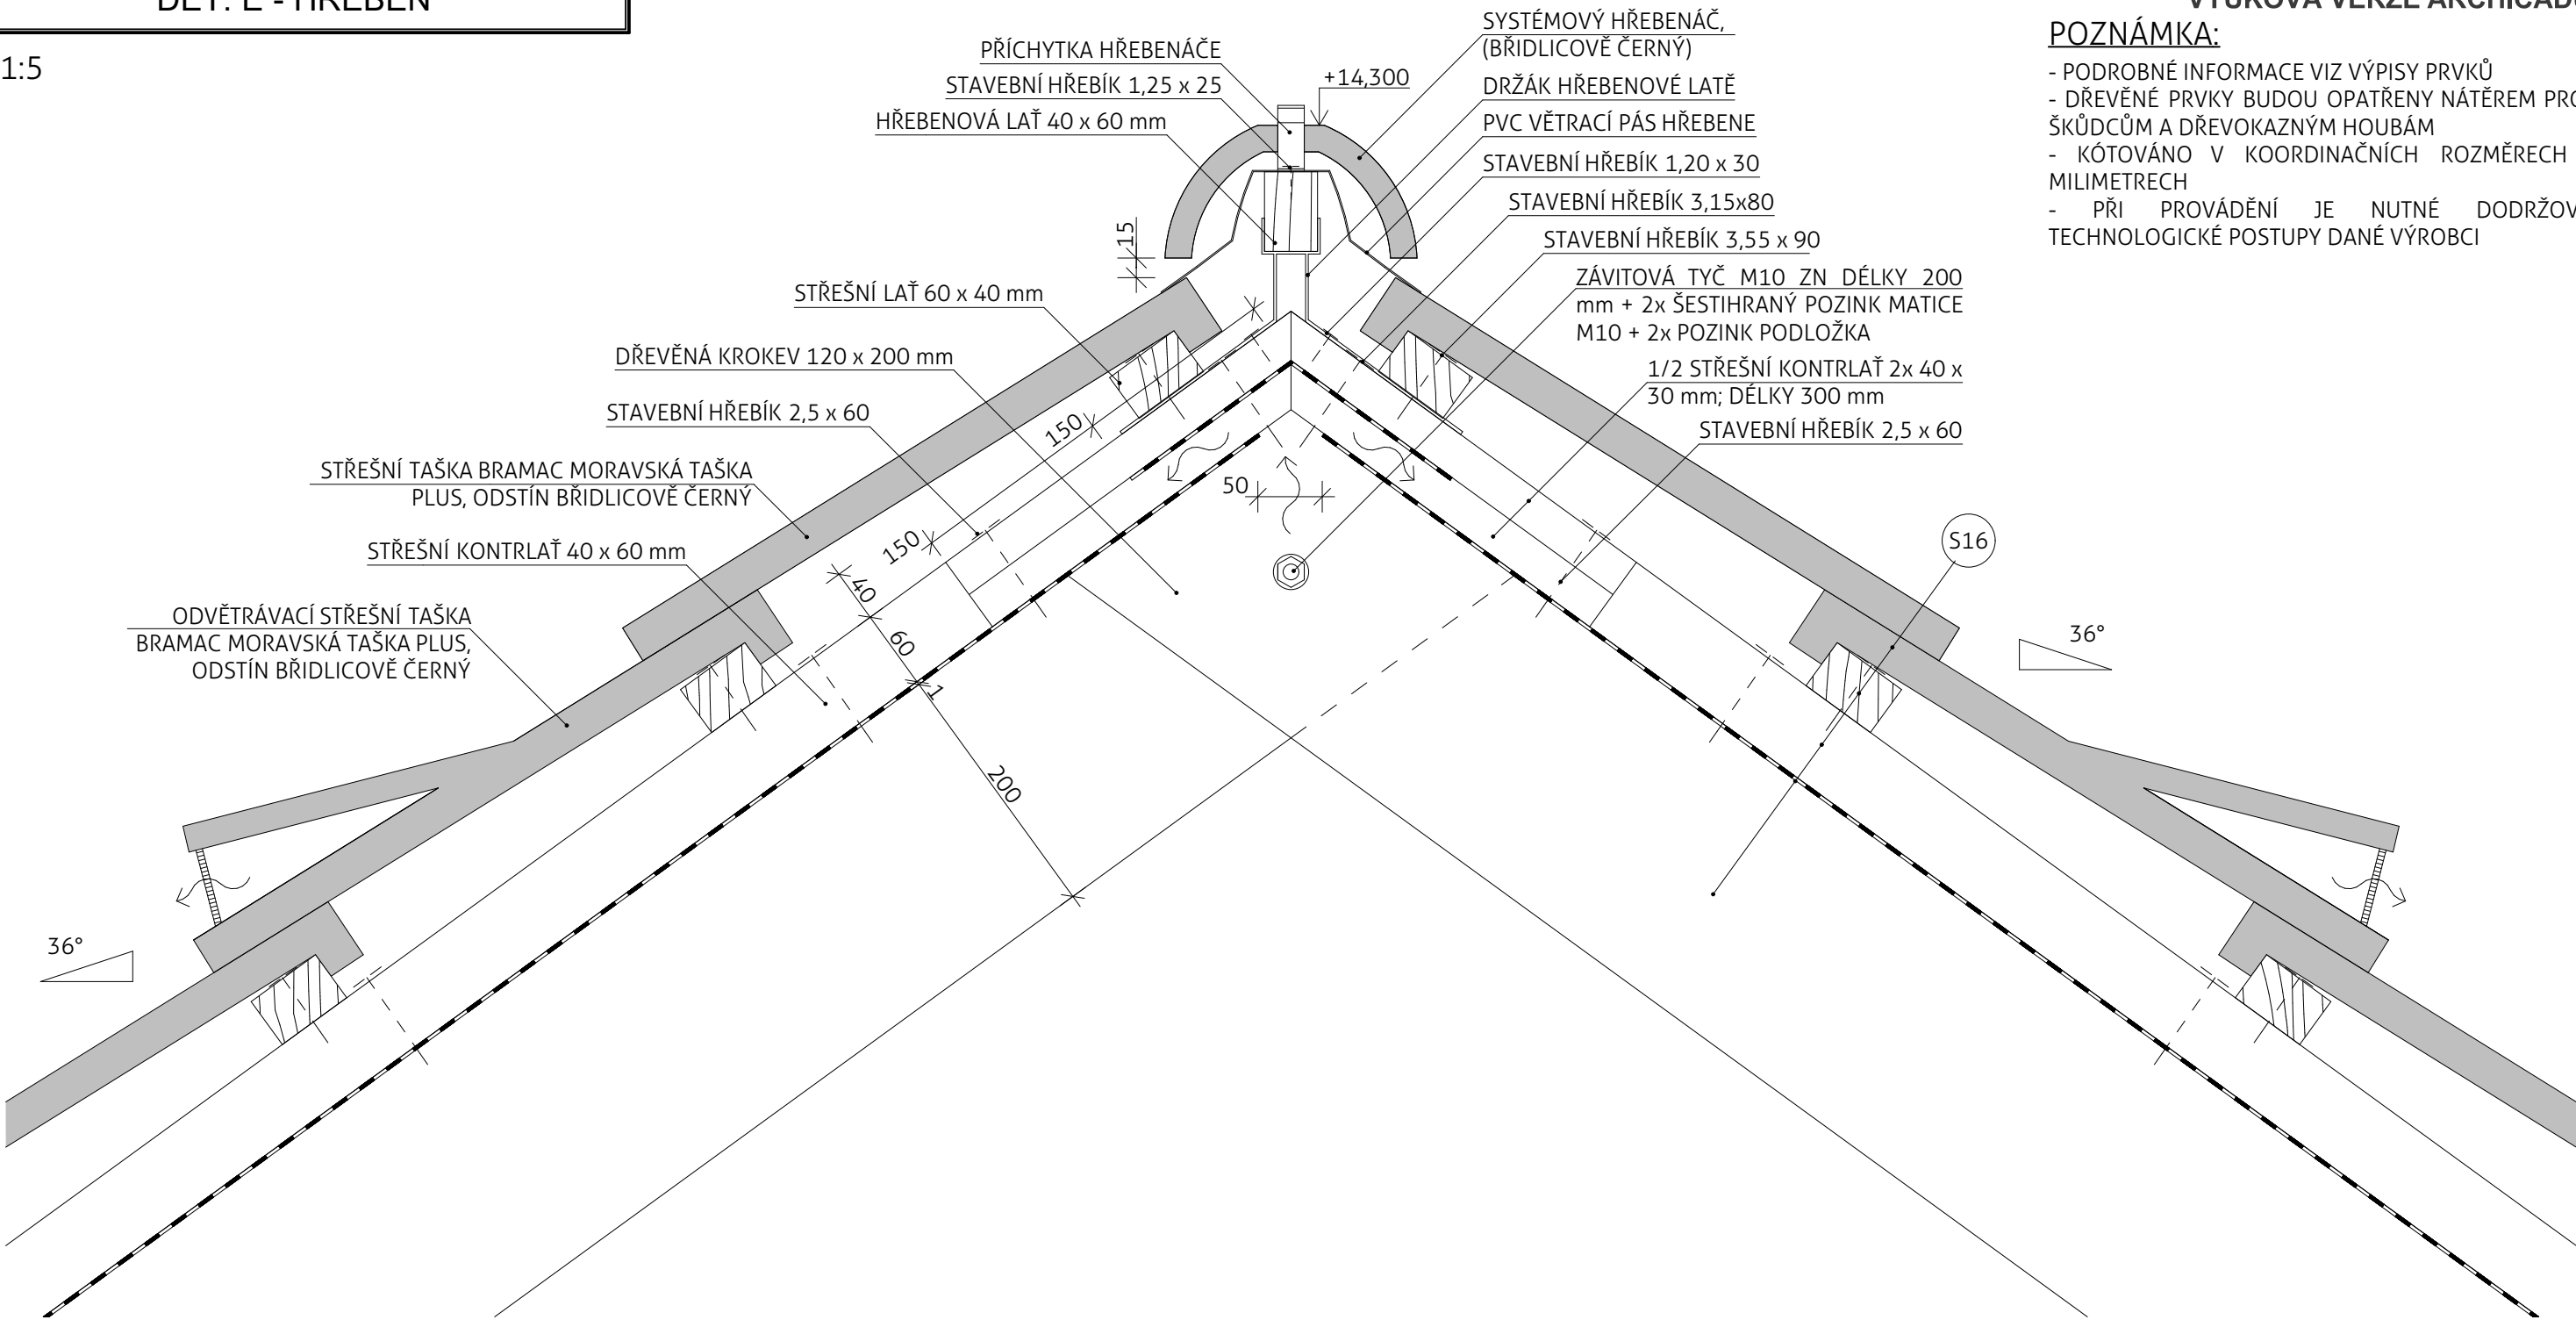 DET. E - HŘEBEN
1:5
PŘÍCHYTKA HŘEBENÁČE
STAVEBNÍ HŘEBÍK 1,25 x 25
HŘEBENOVÁ LAŤ 40 x 60 mm
+14,300
SYSTÉMOVÝ HŘEBENÁČ,
(BŘIDLICOVĚ ČERNÝ)
DRŽÁK HŘEBENOVÉ LATĚ
PVC VĚTRACÍ PÁS HŘEBENE
STAVEBNÍ HŘEBÍK 1,20 x 30
STAVEBNÍ HŘEBÍK 3,15x80
STAVEBNÍ HŘEBÍK 3,55 x 90
ZÁVITOVÁ TYČ M10 ZN DÉLKY 200
mm + 2x ŠESTIHRANÝ POZINK MATICE
M10 + 2x POZINK PODLOŽKA
1/2 STŘEŠNÍ KONTRLAŤ 2x 40 x
30 mm; DÉLKY 300 mm
STAVEBNÍ HŘEBÍK 2,5 x 60
POZNÁMKA:
- PODROBNÉ INFORMACE VIZ VÝPISY PRVKŮ
- DŘEVĚNÉ PRVKY BUDOU OPATŘENY NÁTĚREM PRO
ŠKŮDCŮM A DŘEVOKAZNÝM HOUBÁM
- KÓTOVÁNO V KOORDINAČNÍCH ROZMĚRECH
MILIMETRECH
- PŘI PROVÁDĚNÍ JE NUTNÉ DODRŽOV
TECHNOLOGICKÉ POSTUPY DANÉ VÝROBCI
15
STŘEŠNÍ LAŤ 60 x 40 mm
DŘEVĚNÁ KROKEV 120 x 200 mm
STAVEBNÍ HŘEBÍK 2,5 x 60
STŘEŠNÍ TAŠKA BRAMAC MORAVSKÁ TAŠKA
PLUS, ODSTÍN BŘIDLICOVĚ ČERNÝ
STŘEŠNÍ KONTRLAŤ 40 x 60 mm
ODVĚTRÁVACÍ STŘEŠNÍ TAŠKA
BRAMAC MORAVSKÁ TAŠKA PLUS,
ODSTÍN BŘIDLICOVĚ ČERNÝ
150
150
50
40
60
1
200
S16
36°
36°